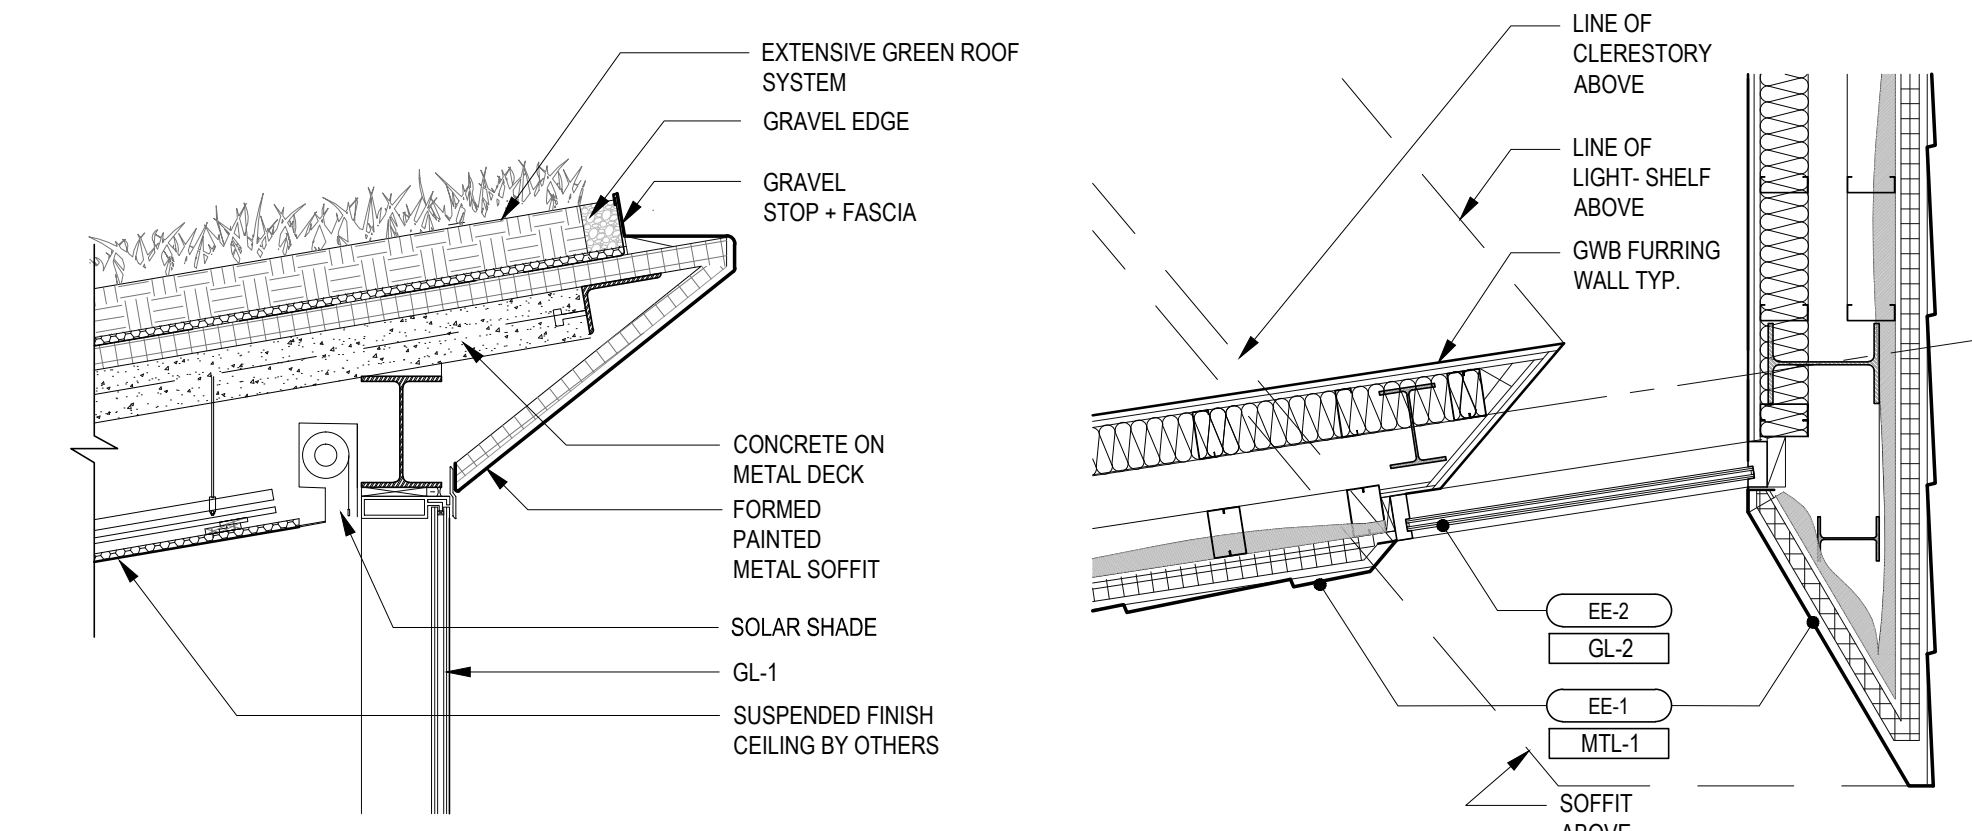 EXTENSIVE GREEN ROOF
SYSTEM
GRAVEL EDGE
GRAVEL
STOP + FASCIA
CONCRETE ON
METAL DECK
FORMED
PAINTED
METAL SOFFIT
SOLAR SHADE
GL-1
SUSPENDED FINISH
CEILING BY OTHERS
LINE OF
CLERESTORY
ABOVE
LINE OF
LIGHT- SHELF
ABOVE
GWB FURRING
WALL TYP.
EE-2
GL-2
EE-1
MTL-1
SOFFIT
ABOVE